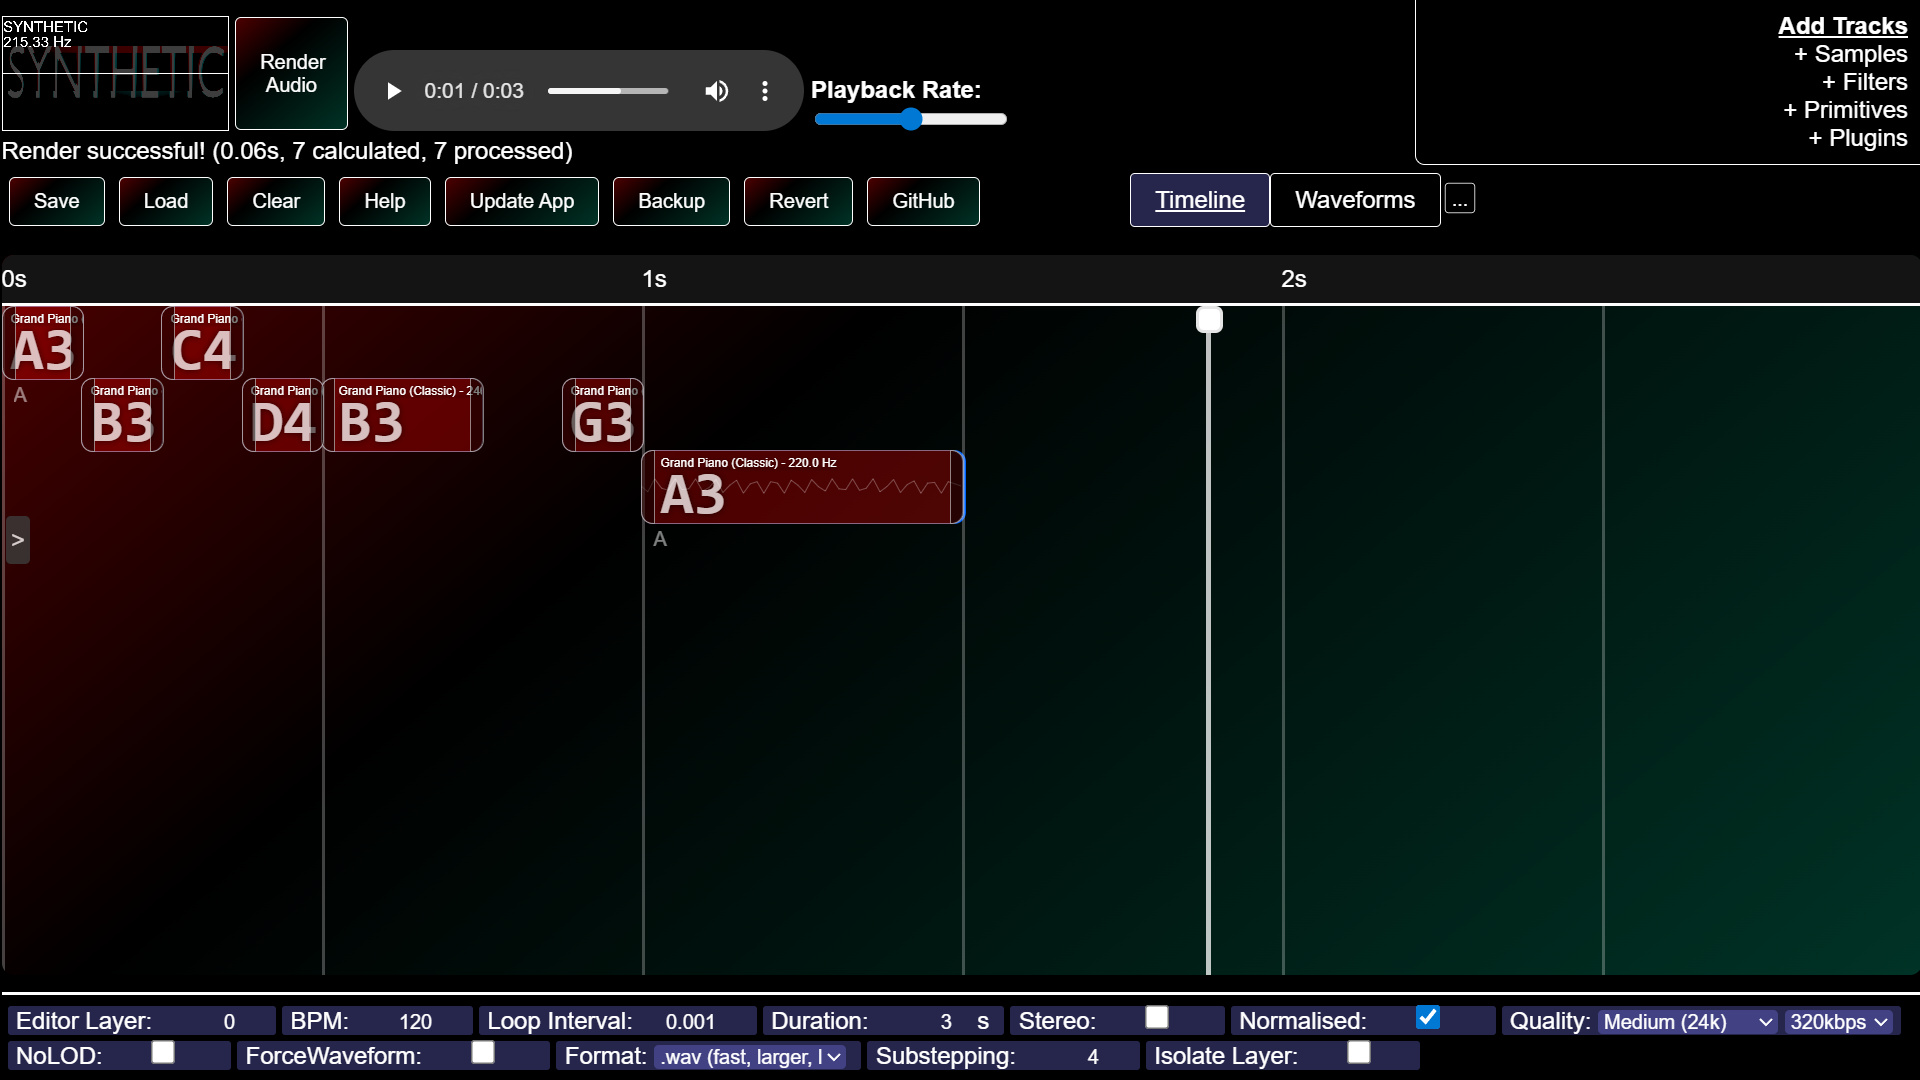 SYNTHETIC
215.33 Hz
SYNTHETIC
Render
Audio
0:01 / 0:03
Playback Rate:
Add Tracks
+ Samples
+ Filters
+ Primitives
+ Plugins
Render successful! (0.06s, 7 calculated, 7 processed)
Save
Load
Clear
Help
Update App
Backup
Revert
GitHub
Timeline
Waveforms
...
0s
1s
2s
Grand Piano
A3
A
Grand Piano
C4
Grand Piano
B3
Grand Piano
D4
Grand Piano (Classic) - 24
B3
Grand Piano
G3
Grand Piano (Classic) - 220.0 Hz
A3
A
>
Editor Layer: 0
BPM: 120
Loop Interval: 0.001
Duration: 3 s
Stereo:
Normalised:
Quality: Medium (24k) 320kbps
NoLOD:
ForceWaveform:
Format: .wav (fast, larger, l
Substepping: 4
Isolate Layer: